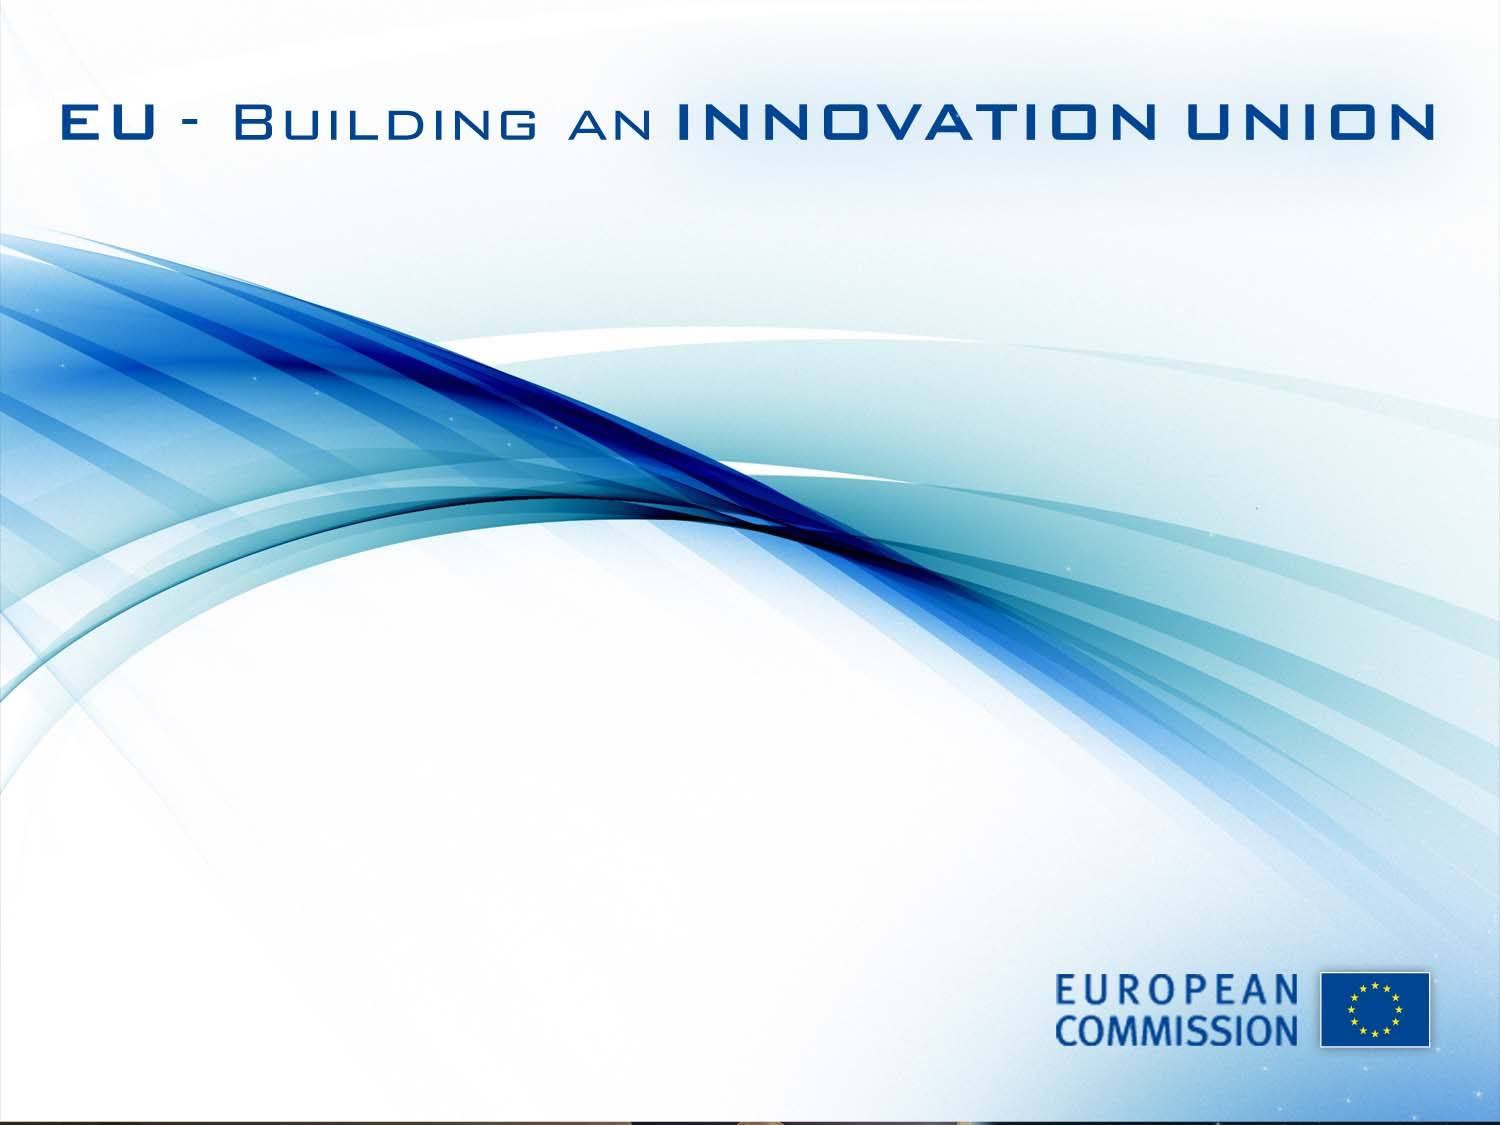 EU - BUILDING AN INNOVATION UNION
EUROPEAN
COMMISSION